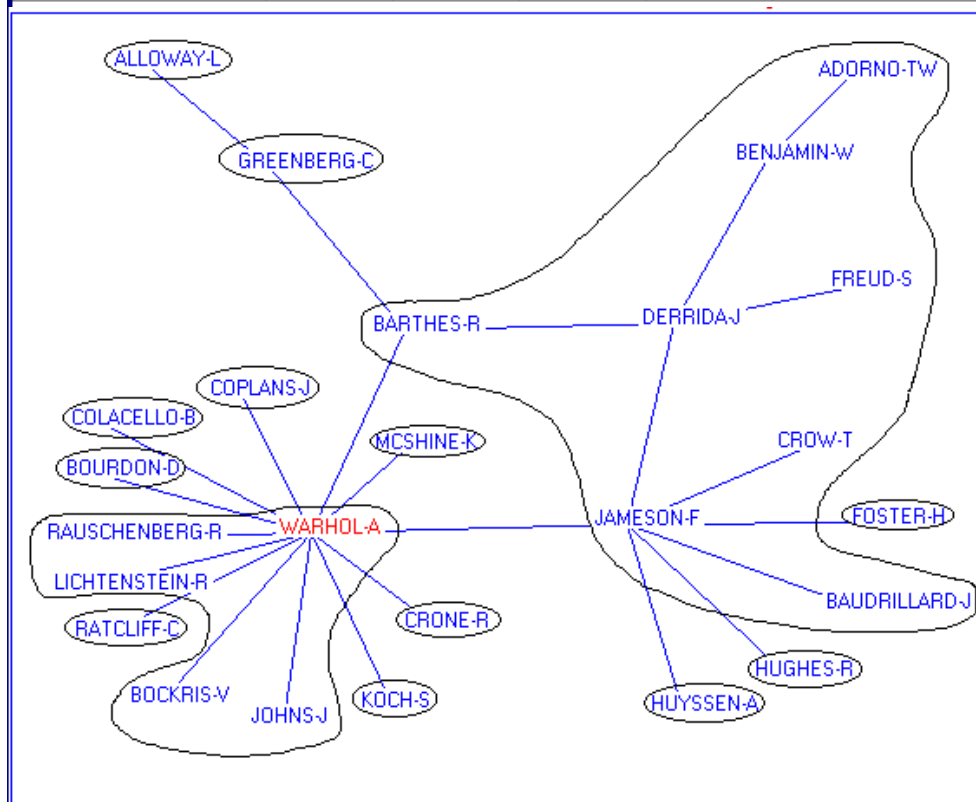 ALLOWAY-L
ADORNO-TW
BENJAMIN-W
GREENBERG-C
FREUD-S
BARTHES-R
DERRIDA-J
COPLANS-J
COLACELLO-B
MCSHINE-K
CROW-T
BOURDON-D
RAUSCHENBERG-R
WARHOL-A
JAMESON-F
FOSTER-H
LICHTENSTEIN-R
BAUDRILLARD-J
RATCLIFF-C
CRONE-R
HUGHES-R
BOCKRIS-V
KOCH-S
HUYSSEN-A
JOHNS-J